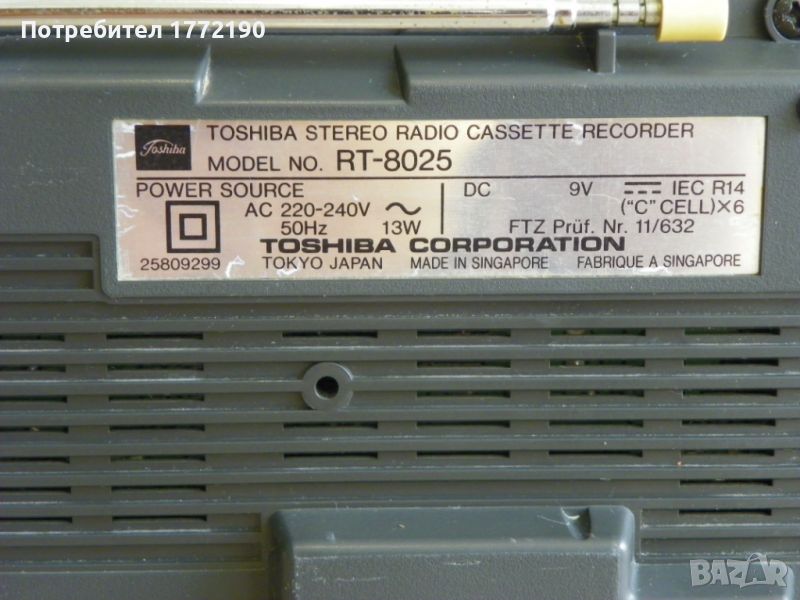 Потребител 1772190
Toshiba TOSHIBA STEREO RADIO CASSETTE RECORDER
MODEL NO. RT-8025
POWER SOURCE DC 9V IEC R14
AC 220-240V ("C" CELL)×6
50Hz 13W FTZ Prüf. Nr. 11/632
TOSHIBA CORPORATION
25809299 TOKYO JAPAN MADE IN SINGAPORE FABRIQUE A SINGAPORE
BAZAR